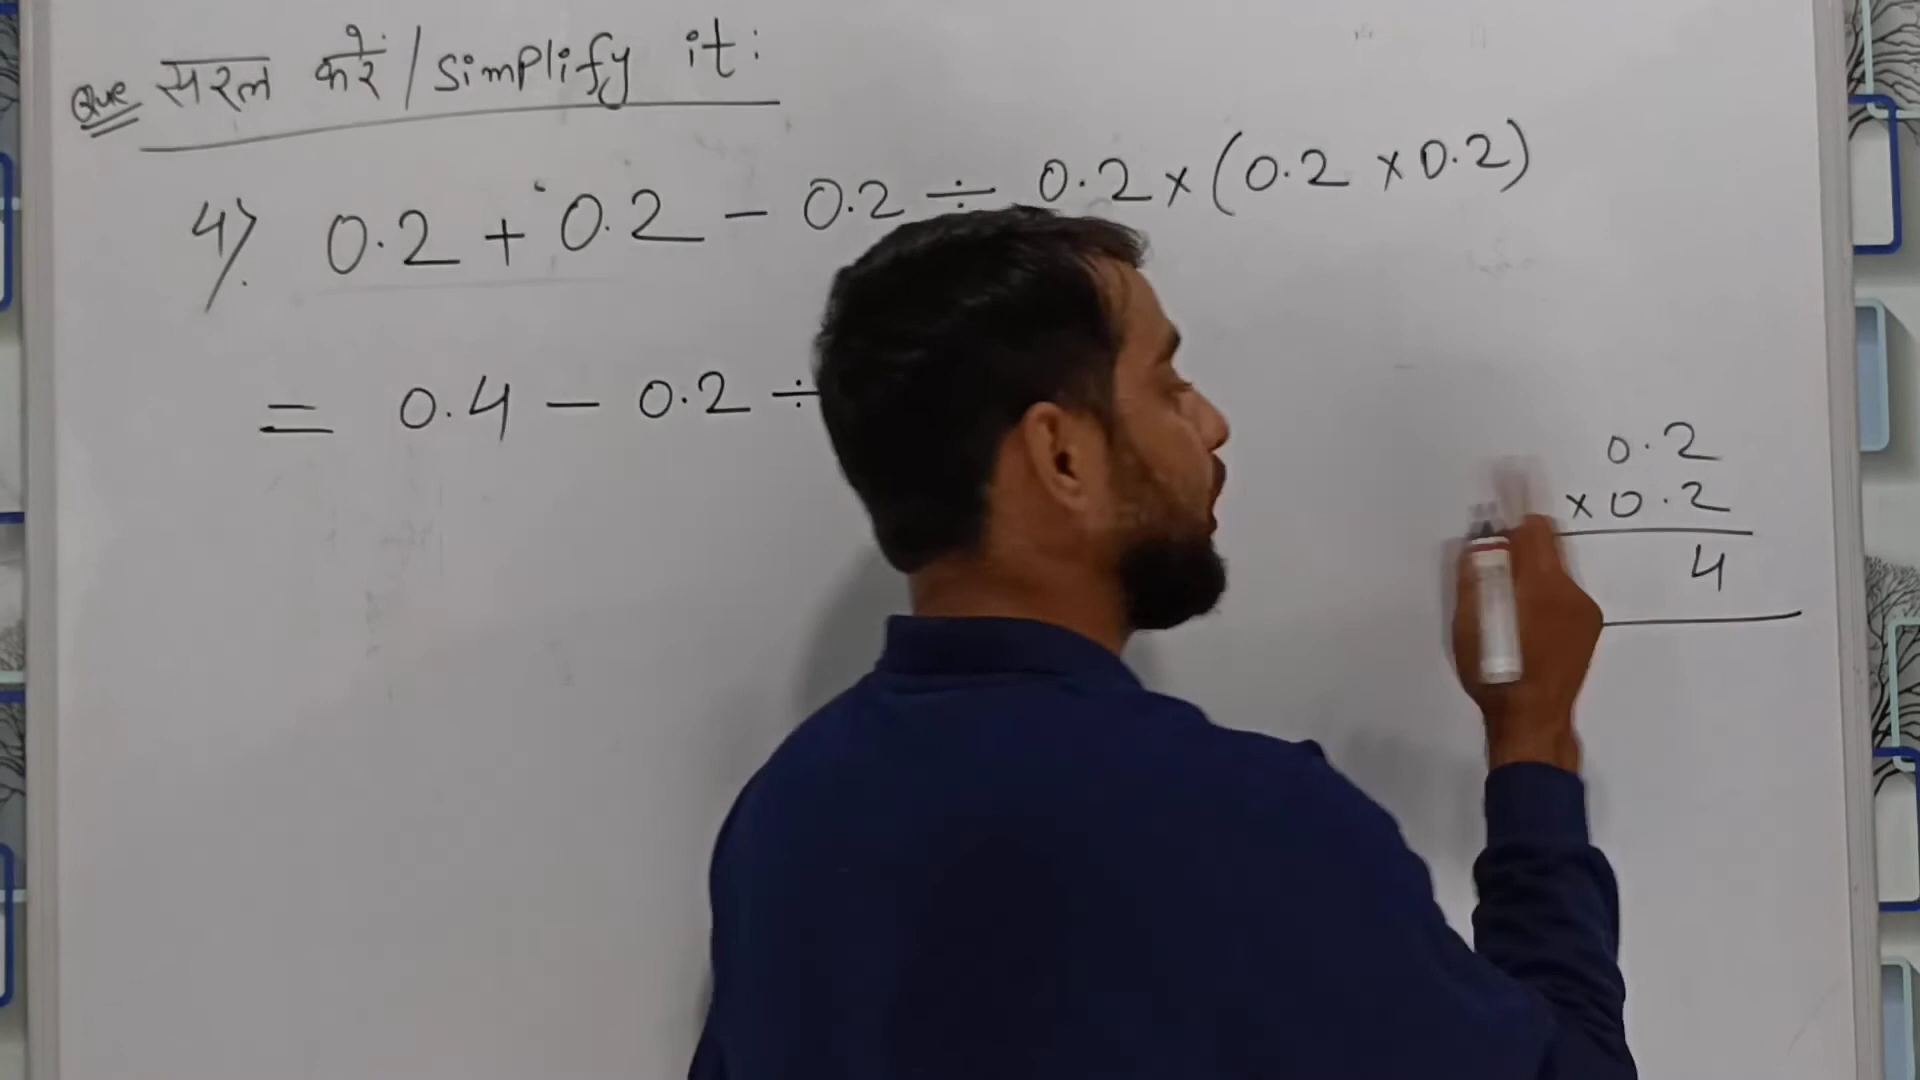 Que सरल करें / simplify it:
4). 0.2 + 0.2 - 0.2 ÷ 0.2 × (0.2 × 0.2)
= 0.4 - 0.2 ÷
0.2
× 0.2
4